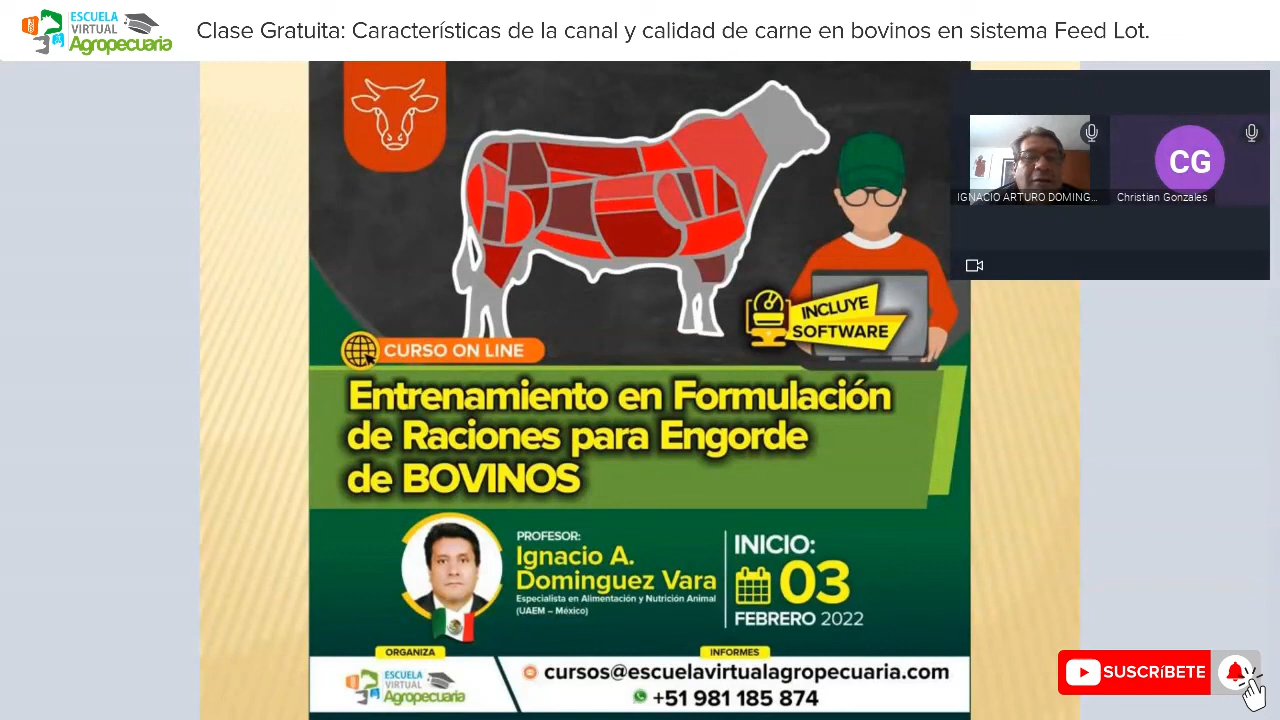 ESCUELA
VIRTUAL
Agropecuaria
Clase Gratuita: Características de la canal y calidad de carne en bovinos en sistema Feed Lot.
CG
IGNACIO ARTURO DOMING...
Christian Gonzales
INCLUYE
SOFTWARE
CURSO ON LINE
Entrenamiento en Formulación
de Raciones para Engorde
de BOVINOS
PROFESOR:
Ignacio A.
Dominguez Vara
Especialista en Alimentación y Nutrición Animal
(UAEM – México)
INICIO:
03
FEBRERO 2022
ORGANIZA
ESCUELA
VIRTUAL
Agropecuaria
INFORMES
cursos@escuelavirtualagropecuaria.com
+51 981 185 874
SUSCRíBETE